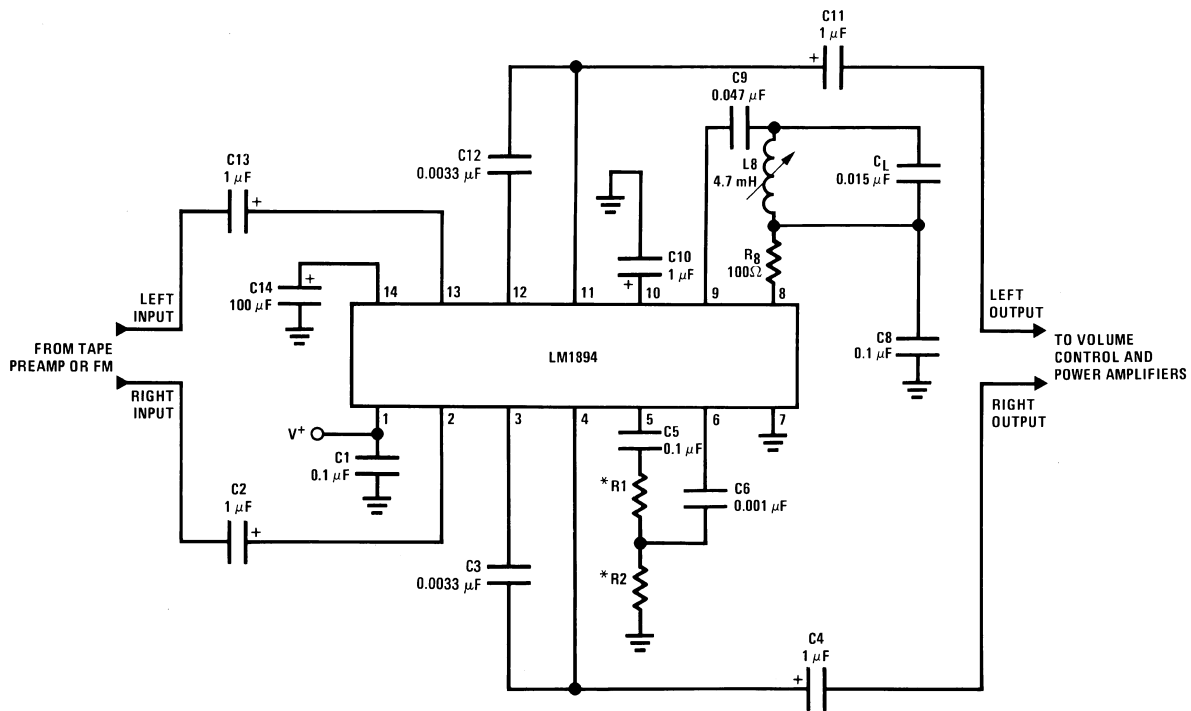 C11
1 μF
+
C9
0.047 μF
C12
0.0033 μF
C13
1 μF
+
L8
4.7 mH
CL
0.015 μF
C10
1 μF
+
R8
100Ω
C14
100 μF
+
14
13
12
11
10
9
8
LEFT
INPUT
FROM TAPE
PREAMP OR FM
RIGHT
INPUT
LM1894
C8
0.1 μF
LEFT
OUTPUT
TO VOLUME
CONTROL AND
POWER AMPLIFIERS
RIGHT
OUTPUT
1
2
3
4
5
6
7
V+
C1
0.1 μF
C5
0.1 μF
*R1
C6
0.001 μF
C2
1 μF
+
C3
0.0033 μF
*R2
C4
1 μF
+